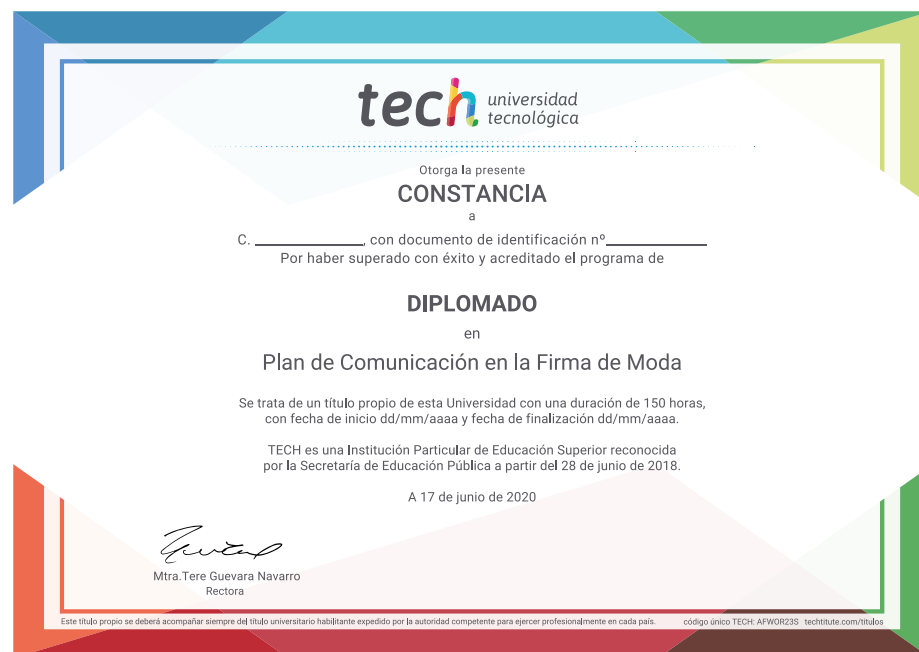 tech universidad
tecnológica
Otorga la presente
CONSTANCIA
a
C. ______________, con documento de identificación nº_____________
Por haber superado con éxito y acreditado el programa de
DIPLOMADO
en
Plan de Comunicación en la Firma de Moda
Se trata de un título propio de esta Universidad con una duración de 150 horas,
con fecha de inicio dd/mm/aaaa y fecha de finalización dd/mm/aaaa.
TECH es una Institución Particular de Educación Superior reconocida
por la Secretaría de Educación Pública a partir del 28 de junio de 2018.
A 17 de junio de 2020
Mtra.Tere Guevara Navarro
Rectora
Este título propio se deberá acompañar siempre del título universitario habilitante expedido por la autoridad competente para ejercer profesionalmente en cada país. código único TECH: AFWOR23S techtitute.com/titulos